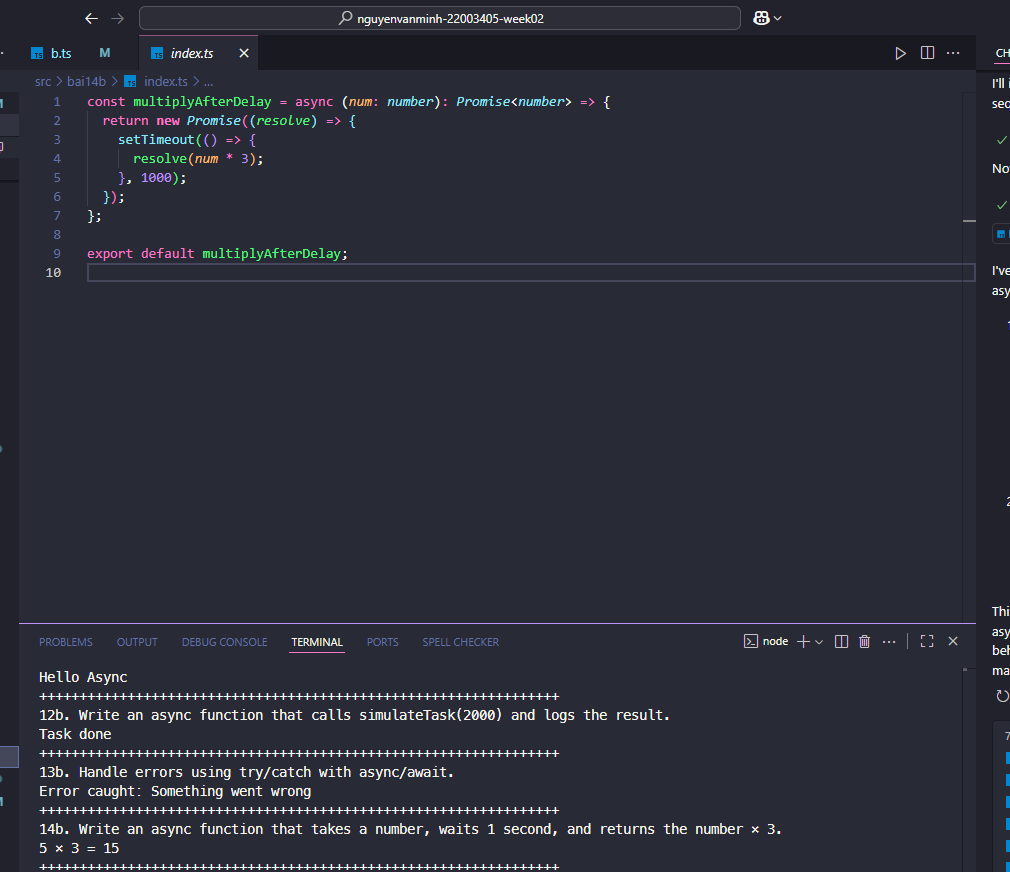 nguyenvanminh-22003405-week02
TS b.ts M TS index.ts
CH
src > bai14b > TS index.ts > ...
1 const multiplyAfterDelay = async (num: number): Promise<number> => {
2 return new Promise((resolve) => {
3 setTimeout(() => {
4 resolve(num * 3);
5 }, 1000);
6 });
7 };
8
9 export default multiplyAfterDelay;
10
PROBLEMS OUTPUT DEBUG CONSOLE TERMINAL PORTS SPELL CHECKER node
Hello Async
+++++++++++++++++++++++++++++++++++++++++++++++++++++++++++++++++
12b. Write an async function that calls simulateTask(2000) and logs the result.
Task done
+++++++++++++++++++++++++++++++++++++++++++++++++++++++++++++++++
13b. Handle errors using try/catch with async/await.
Error caught: Something went wrong
+++++++++++++++++++++++++++++++++++++++++++++++++++++++++++++++++
14b. Write an async function that takes a number, waits 1 second, and returns the number × 3.
5 × 3 = 15
+++++++++++++++++++++++++++++++++++++++++++++++++++++++++++++++++
I'll i
sec
No
I've
asy
Thi
asy
beh
ma